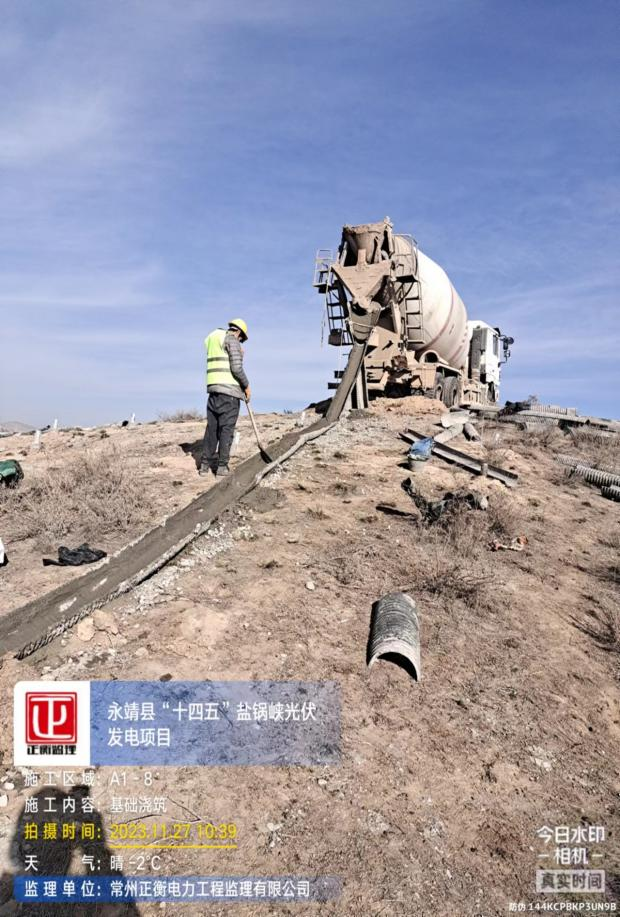 正衡监理
永靖县“十四五”盐锅峡光伏
发电项目
施工区域：A1-8
施工内容：基础浇筑
拍摄时间：2023.11.27 10:39
天气：晴 -2℃
监理单位：常州正衡电力工程监理有限公司
今日水印
相机
真实时间
防伪 144KCPBKP3UN9B